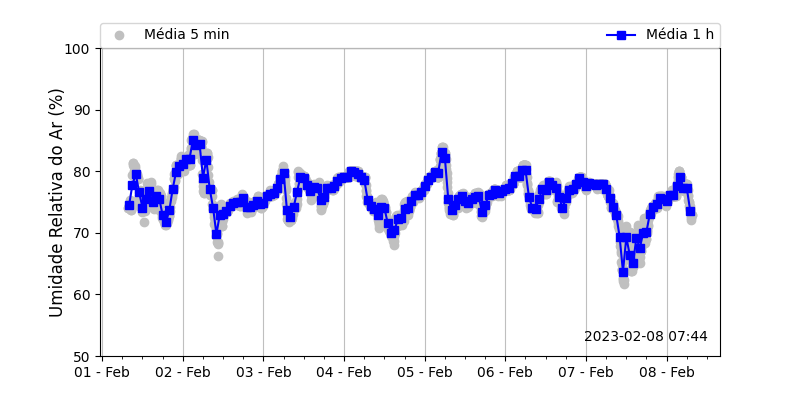 Média 5 min
Média 1 h
Umidade Relativa do Ar (%)
100
90
80
70
60
50
2023-02-08 07:44
01 - Feb
02 - Feb
03 - Feb
04 - Feb
05 - Feb
06 - Feb
07 - Feb
08 - Feb